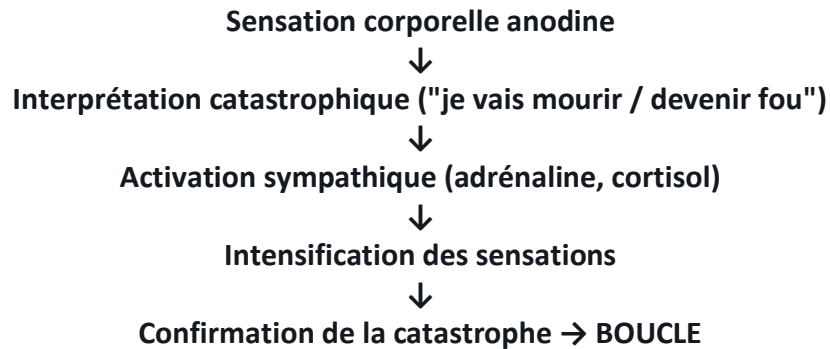 Sensation corporelle anodine
↓
Interprétation catastrophique ("je vais mourir / devenir fou")
↓
Activation sympathique (adrénaline, cortisol)
↓
Intensification des sensations
↓
Confirmation de la catastrophe → BOUCLE